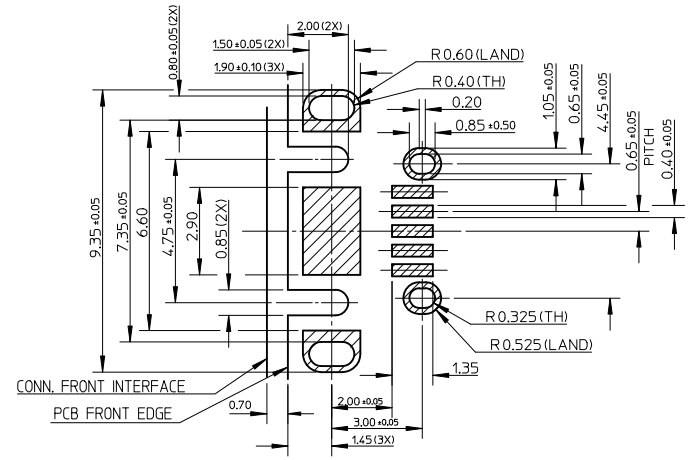 2.00(2X)
1.50±0.05(2X)
1.90±0.10(3X)
0.80±0.05(2X)
R0.60(LAND)
R0.40(TH)
0.20
0.85±0.50
1.05±0.05
0.65±0.05
4.45±0.05
0.65±0.05
PITCH
0.40±0.05
9.35±0.05
7.35±0.05
6.60
4.75±0.05
2.90
0.85(2X)
R0.325(TH)
R0.525(LAND)
1.35
CONN. FRONT INTERFACE
PCB FRONT EDGE
0.70
2.00±0.05
3.00±0.05
1.45(3X)